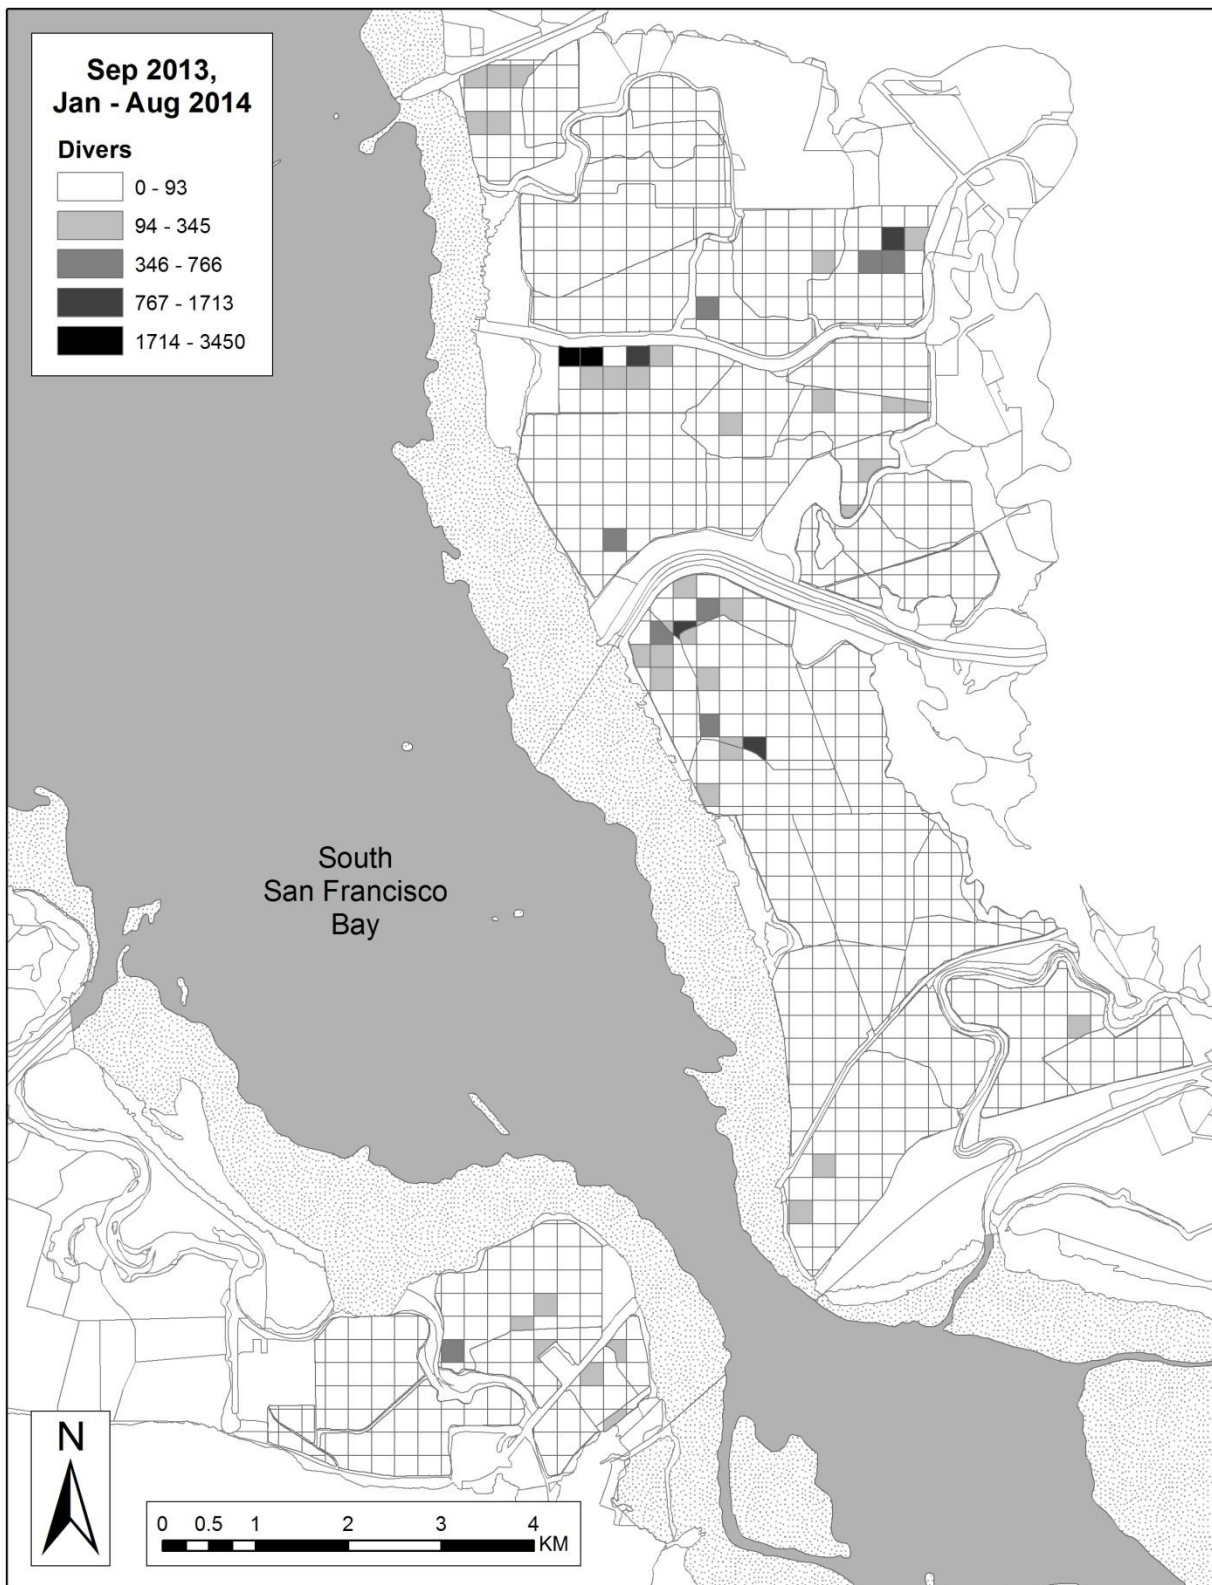 Sep 2013,
Jan - Aug 2014
Divers
0 - 93
94 - 345
346 - 766
767 - 1713
1714 - 3450
South
San Francisco
Bay
N
0 0.5 1 2 3 4
KM